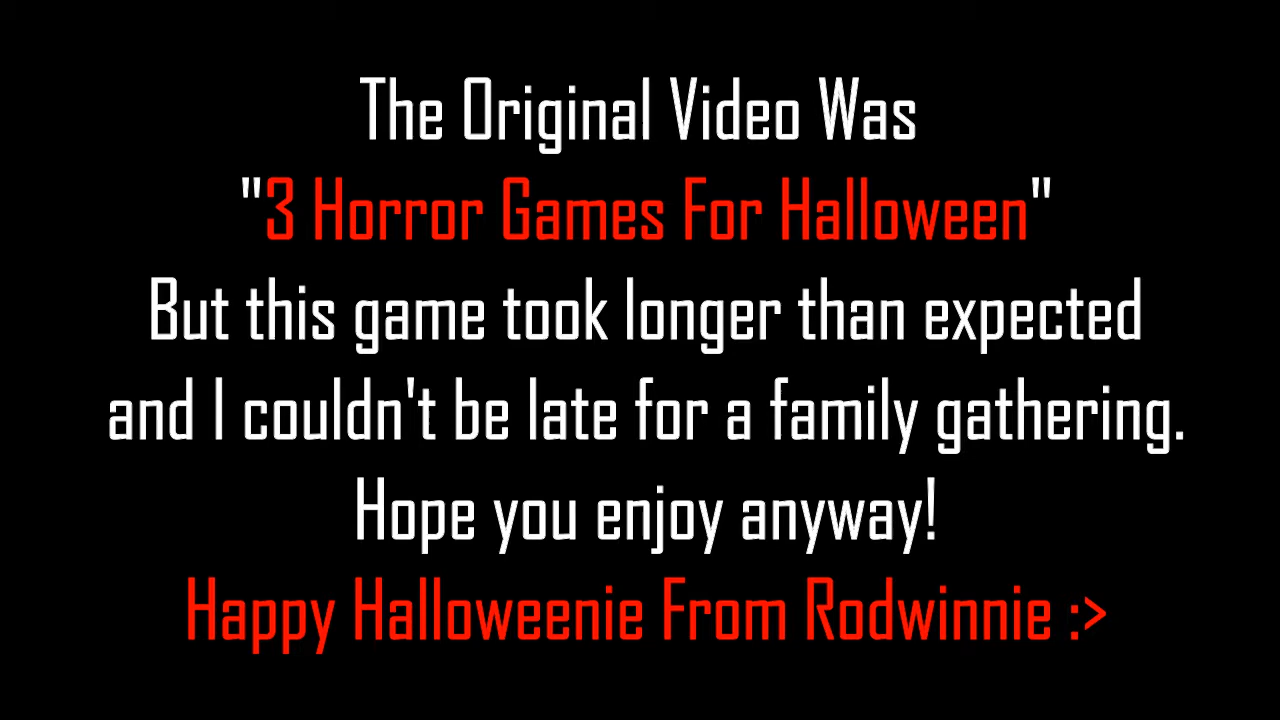 The Original Video Was
"3 Horror Games For Halloween"
But this game took longer than expected
and I couldn't be late for a family gathering.
Hope you enjoy anyway!
Happy Halloweenie From Rodwinnie :>